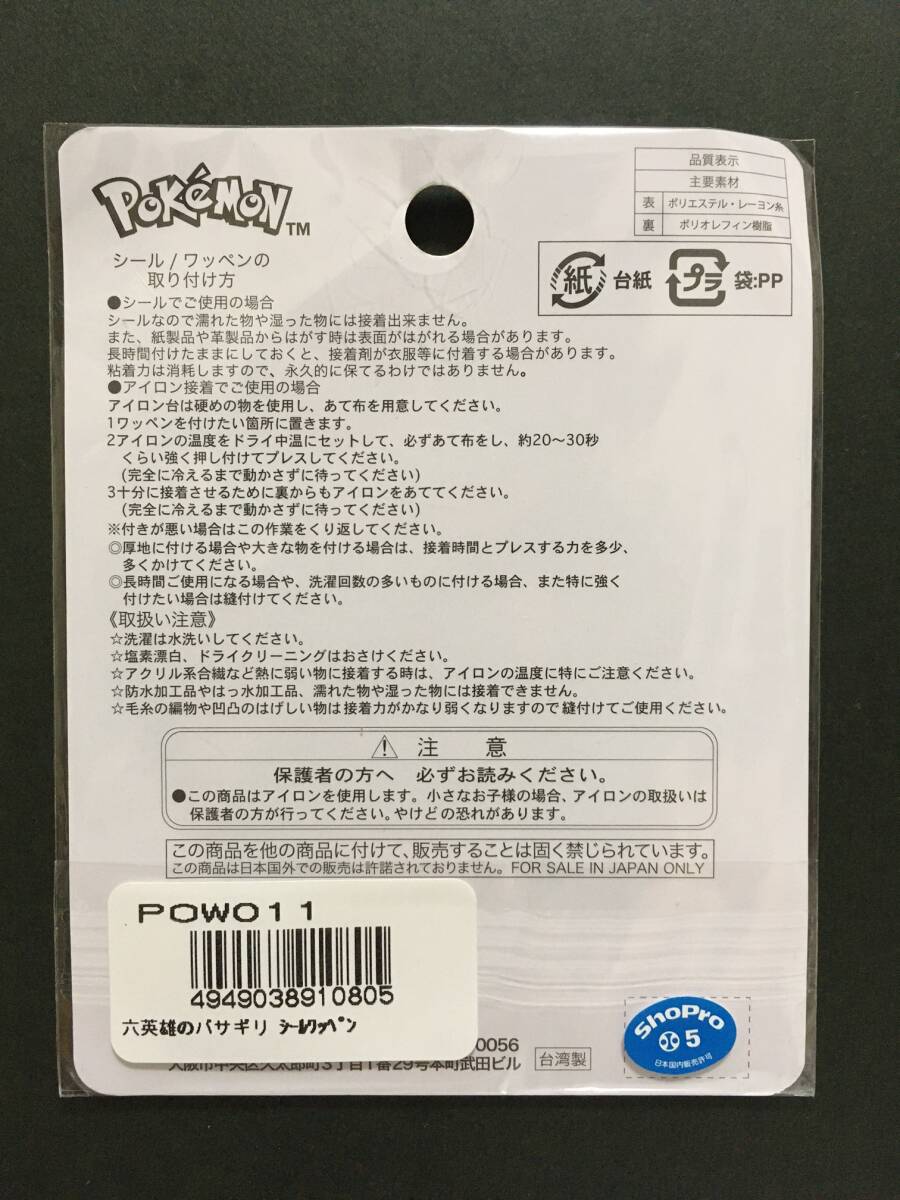 POKéMON TM
品質表示
主要素材
表 ポリエステル・レーヨン糸
裏 ポリオレフィン樹脂
紙 台紙 プラ 袋:PP
シール/ワッペンの
取り付け方
●シールでご使用の場合
シールなので濡れた物や湿った物には接着出来ません。
また、紙製品や革製品からはがす時は表面がはがれる場合があります。
長時間付けたままにしておくと、接着剤が衣服等に付着する場合があります。
粘着力は消耗しますので、永久的に保てるわけではありません。
●アイロン接着でご使用の場合
アイロン台は硬めの物を使用し、あて布を用意してください。
1ワッペンを付けたい箇所に置きます。
2アイロンの温度をドライ中温にセットして、必ずあて布をし、約20〜30秒
くらい強く押し付けてプレスしてください。
(完全に冷えるまで動かさずに待ってください)
3十分に接着させるために裏からもアイロンをあててください。
(完全に冷えるまで動かさずに待ってください)
※付きが悪い場合はこの作業をくり返してください。
◎厚地に付ける場合や大きな物を付ける場合は、接着時間とプレスする力を多少、
多くかけてください。
◎長時間ご使用になる場合や、洗濯回数の多いものに付ける場合、また特に強く
付けたい場合は縫付けてください。
《取扱い注意》
☆洗濯は水洗いしてください。
☆塩素漂白、ドライクリーニングはおさけください。
☆アクリル系合繊など熱に弱い物に接着する時は、アイロンの温度に特にご注意ください。
☆防水加工品やはっ水加工品、濡れた物や湿った物には接着できません。
☆毛糸の編物や凹凸のはげしい物は接着力がかなり弱くなりますので縫付けてご使用ください。
⚠ 注 意
保護者の方へ 必ずお読みください。
●この商品はアイロンを使用します。小さなお子様の場合、アイロンの取扱いは
保護者の方が行ってください。やけどの恐れがあります。
この商品を他の商品に付けて、販売することは固く禁じられています。
この商品は日本国外での販売は許諾されておりません。FOR SALE IN JAPAN ONLY
POW011
4949038910805
六英雄のバサギリ シールワッペン
0056
大阪市中央区久太郎町3丁目1番29号本町武田ビル
台湾製
ShoPro
5
日本国内販売許可